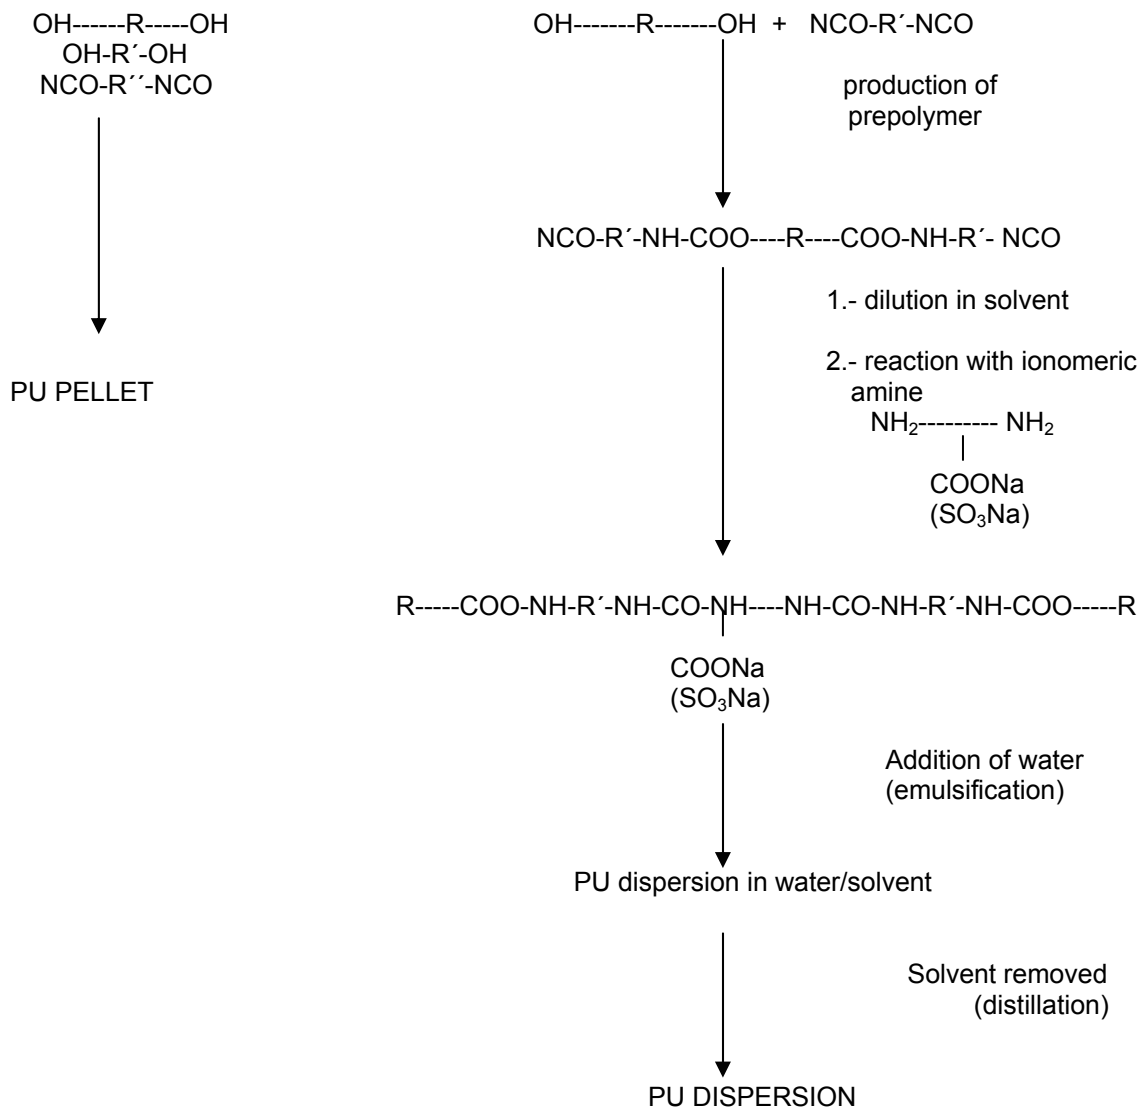 OH------R-----OH
OH-R´-OH
NCO-R´´-NCO
PU PELLET
OH-------R-------OH + NCO-R´-NCO
production of
prepolymer
NCO-R´-NH-COO----R----COO-NH-R´- NCO
1.- dilution in solvent
2.- reaction with ionomeric
amine
NH₂--------- NH₂
COONa
(SO₃Na)
R-----COO-NH-R´-NH-CO-NH----NH-CO-NH-R´-NH-COO-----R
COONa
(SO₃Na)
Addition of water
(emulsification)
PU dispersion in water/solvent
Solvent removed
(distillation)
PU DISPERSION